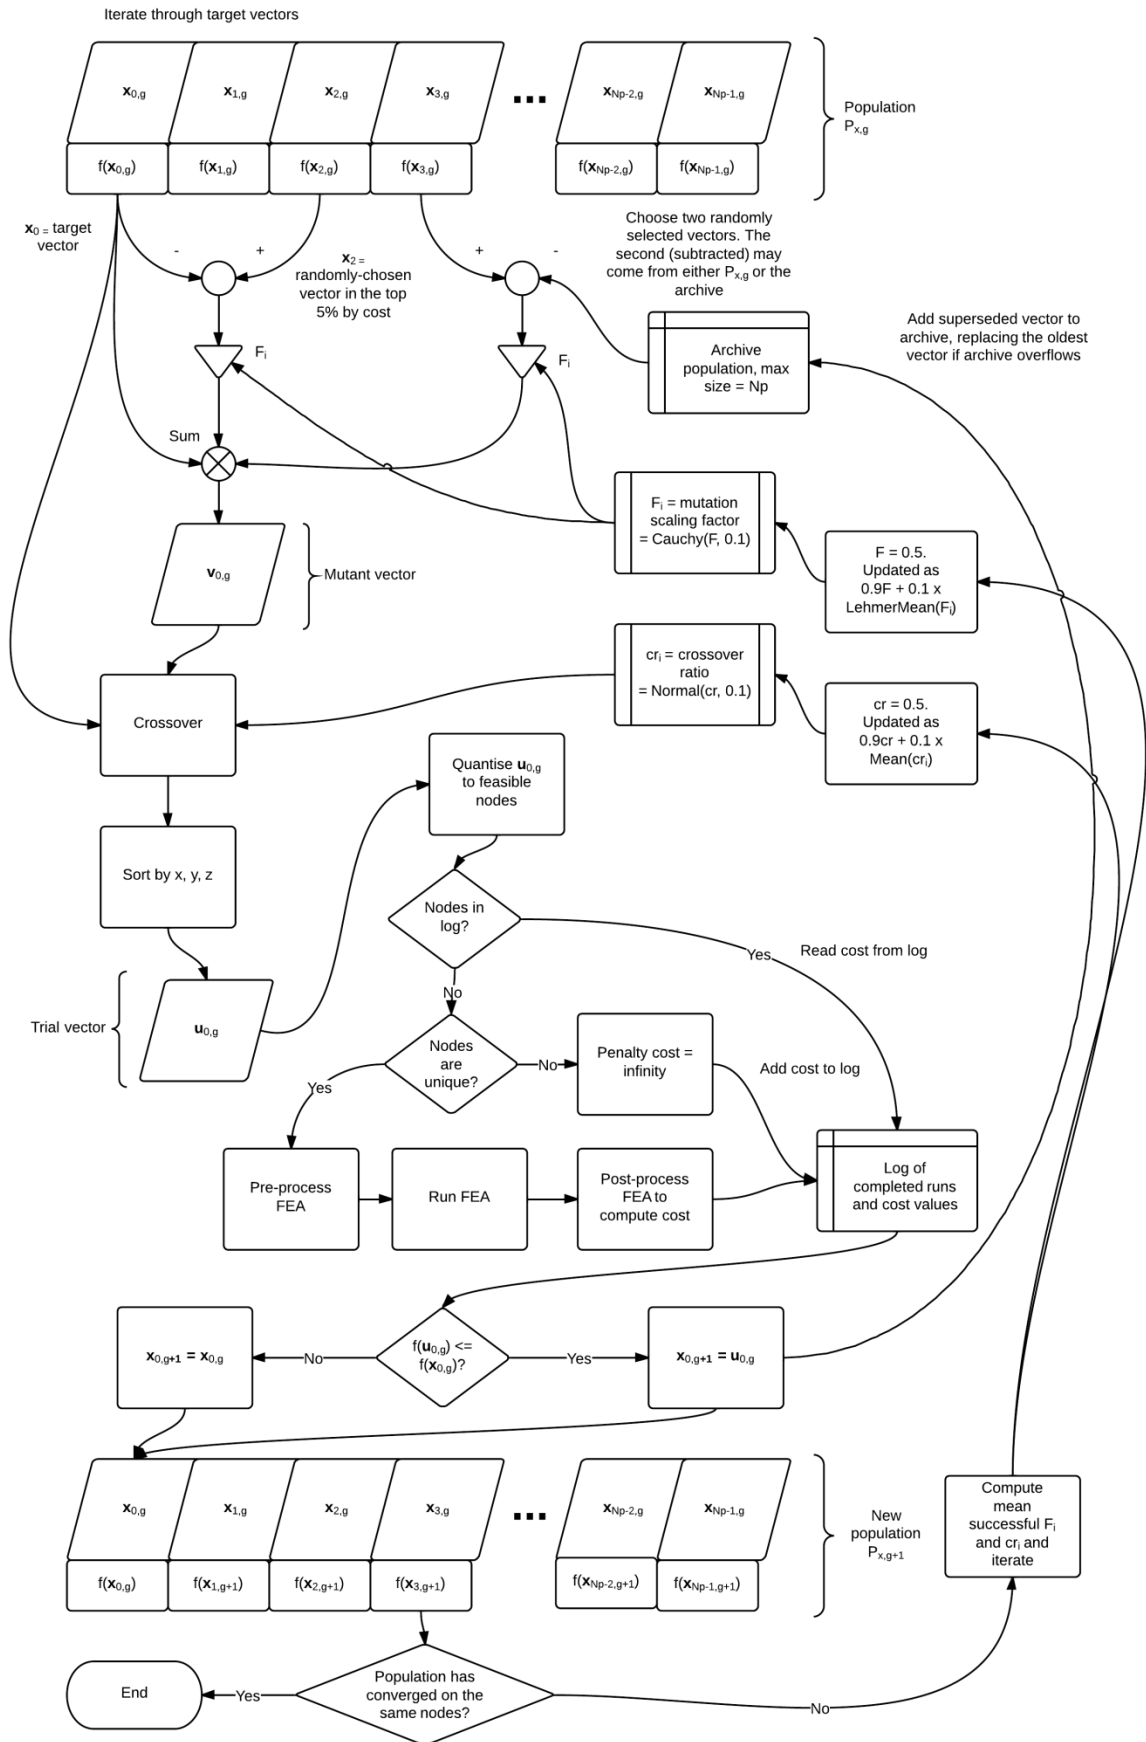 Iterate through target vectors
x0,g
x1,g
x2,g
x3,g
...
xNp-2,g
xNp-1,g
Population
Px,g
f(x0,g)
f(x1,g)
f(x2,g)
f(x3,g)
f(xNp-2,g)
f(xNp-1,g)
x0 = target
vector
-
+
x2 =
randomly-chosen
vector in the top
5% by cost
+
-
Choose two randomly
selected vectors. The
second (subtracted) may
come from either Px,g or the
archive
Archive
population, max
size = Np
Add superseded vector to
archive, replacing the oldest
vector if archive overflows
Fi
Fi
Sum
Fi = mutation
scaling factor
= Cauchy(F, 0.1)
F = 0.5.
Updated as
0.9F + 0.1 x
LehmerMean(Fi)
v0,g
Mutant vector
cri = crossover
ratio
= Normal(cr, 0.1)
cr = 0.5.
Updated as
0.9cr + 0.1 x
Mean(cri)
Crossover
Quantise u0,g
to feasible
nodes
Sort by x, y, z
Nodes in
log?
Yes
Read cost from log
No
Trial vector
u0,g
Nodes
are
unique?
No
Penalty cost =
infinity
Add cost to log
Yes
Pre-process
FEA
Run FEA
Post-process
FEA to
compute cost
Log of
completed runs
and cost values
x0,g+1 = x0,g
No
f(u0,g) <=
f(x0,g)?
Yes
x0,g+1 = u0,g
x0,g
x1,g
x2,g
x3,g
...
xNp-2,g
xNp-1,g
New
population
Px,g+1
Compute
mean
successful Fi
and cri and
iterate
f(x0,g)
f(x1,g+1)
f(x2,g+1)
f(x3,g+1)
f(xNp-2,g+1)
f(xNp-1,g+1)
End
Yes
Population has
converged on the
same nodes?
No